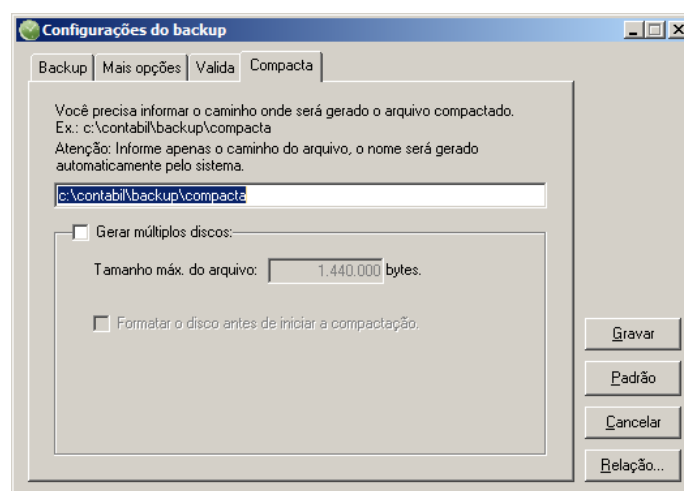 Configurações do backup
Backup Mais opções Valida Compacta
Você precisa informar o caminho onde será gerado o arquivo compactado.
Ex.: c:\contabil\backup\compacta
Atenção: Informe apenas o caminho do arquivo, o nome será gerado
automaticamente pelo sistema.
c:\contabil\backup\compacta
Gerar múltiplos discos:
Tamanho máx. do arquivo: 1.440.000 bytes.
Formatar o disco antes de iniciar a compactação.
Gravar
Padrão
Cancelar
Relação...